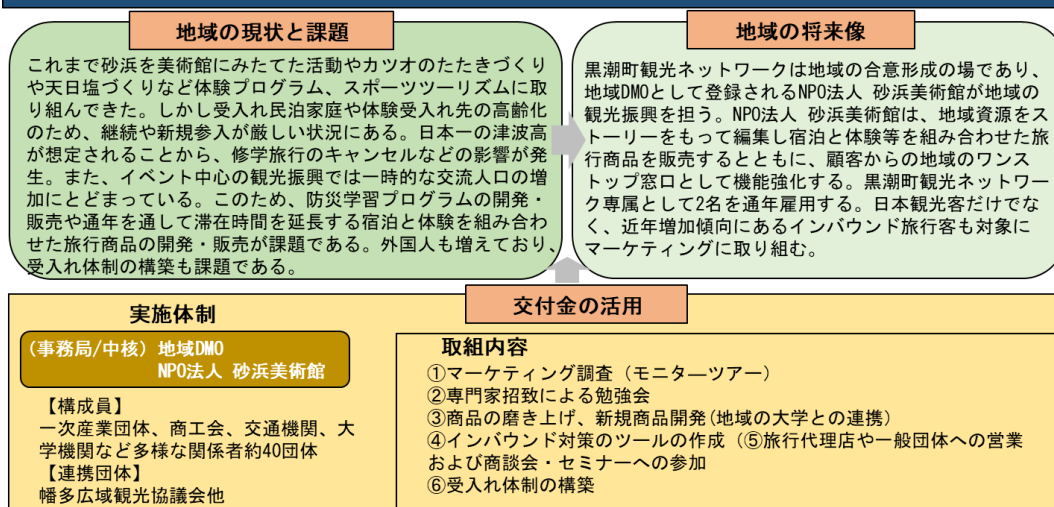 地域の現状と課題
これまで砂浜を美術館にみたてた活動やカツオのたたきづくり
や天日塩づくりなど体験プログラム、スポーツツーリズムに取
り組んできた。しかし受入れ民泊家庭や体験受入れ先の高齢化
のため、継続や新規参入が厳しい状況にある。日本一の津波高
が想定されることから、修学旅行のキャンセルなどの影響が発
生。また、イベント中心の観光振興では一時的な交流人口の増
加にとどまっている。このため、防災学習プログラムの開発・
販売や通年を通して滞在時間を延長する宿泊と体験を組み合わ
せた旅行商品の開発・販売が課題である。外国人も増えており、
受入れ体制の構築も課題である。
地域の将来像
黒潮町観光ネットワークは地域の合意形成の場であり、
地域DMOとして登録されるNPO法人 砂浜美術館が地域の
観光振興を担う。NPO法人 砂浜美術館は、地域資源をス
トーリーをもって編集し宿泊と体験等を組み合わせた旅
行商品を販売するとともに、顧客からの地域のワンス
トップ窓口として機能強化する。黒潮町観光ネットワー
ク専属として2名を通年雇用する。日本観光客だけでな
く、近年増加傾向にあるインバウンド旅行客も対象に
マーケティングに取り組む。
交付金の活用
実施体制
(事務局/中核) 地域DMO
NPO法人 砂浜美術館
【構成員】
一次産業団体、商工会、交通機関、大
学機関など多様な関係者約40団体
【連携団体】
幡多広域観光協議会他
取組内容
①マーケティング調査（モニタ―ツアー）
②専門家招致による勉強会
③商品の磨き上げ、新規商品開発(地域の大学との連携)
④インバウンド対策のツールの作成（⑤旅行代理店や一般団体への営業
および商談会・セミナーへの参加
⑥受入れ体制の構築